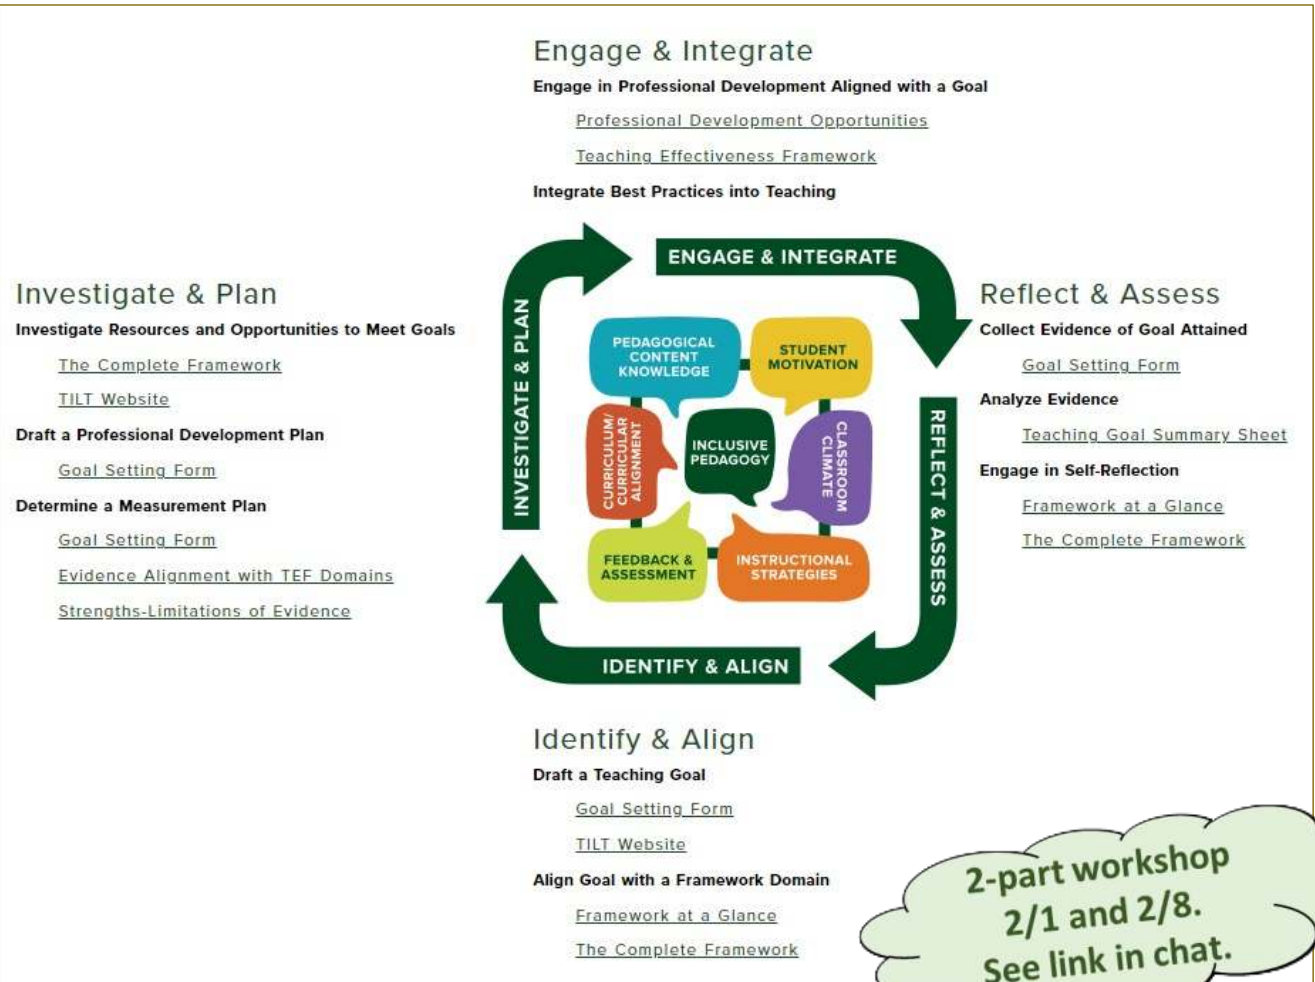 Engage & Integrate
Engage in Professional Development Aligned with a Goal
Professional Development Opportunities
Teaching Effectiveness Framework
Integrate Best Practices into Teaching
Investigate & Plan
Investigate Resources and Opportunities to Meet Goals
The Complete Framework
TILT Website
Draft a Professional Development Plan
Goal Setting Form
Determine a Measurement Plan
Goal Setting Form
Evidence Alignment with TEF Domains
Strengths-Limitations of Evidence
INVESTIGATE & PLAN
ENGAGE & INTEGRATE
PEDAGOGICAL
CONTENT
KNOWLEDGE
STUDENT
MOTIVATION
CURRICULUM/
CURRICULAR
ALIGNMENT
INCLUSIVE
PEDAGOGY
CLASSROOM
CLIMATE
FEEDBACK &
ASSESSMENT
INSTRUCTIONAL
STRATEGIES
REFLECT & ASSESS
IDENTIFY & ALIGN
Reflect & Assess
Collect Evidence of Goal Attained
Goal Setting Form
Analyze Evidence
Teaching Goal Summary Sheet
Engage in Self-Reflection
Framework at a Glance
The Complete Framework
Identify & Align
Draft a Teaching Goal
Goal Setting Form
TILT Website
Align Goal with a Framework Domain
Framework at a Glance
The Complete Framework
2-part workshop
2/1 and 2/8.
See link in chat.